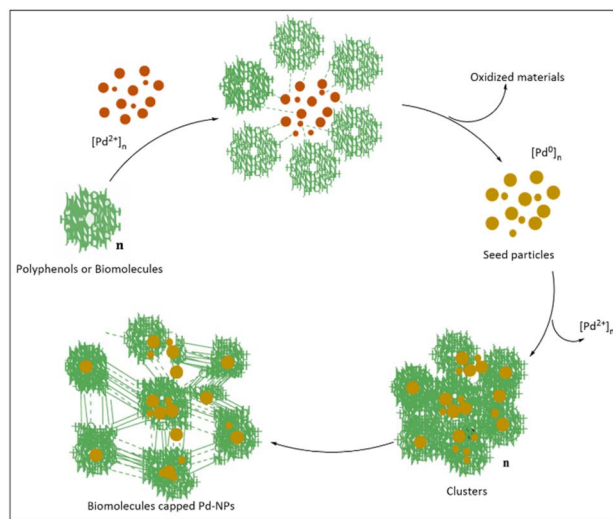 Oxidized materials
[Pd²⁺]ₙ
[Pd⁰]ₙ
n
Polyphenols or Biomolecules
Seed particles
[Pd²⁺]ₙ
n
Biomolecules capped Pd-NPs
Clusters